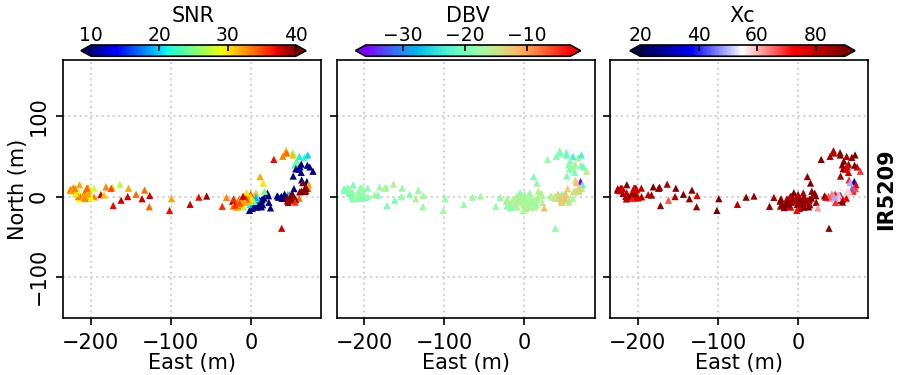 SNR
DBV
Xc
10 20 30 40
−30 −20 −10
20 40 60 80
100
0
−100
North (m)
−200 −100 0
−200 −100 0
−200 −100 0
East (m)
East (m)
East (m)
IR5209